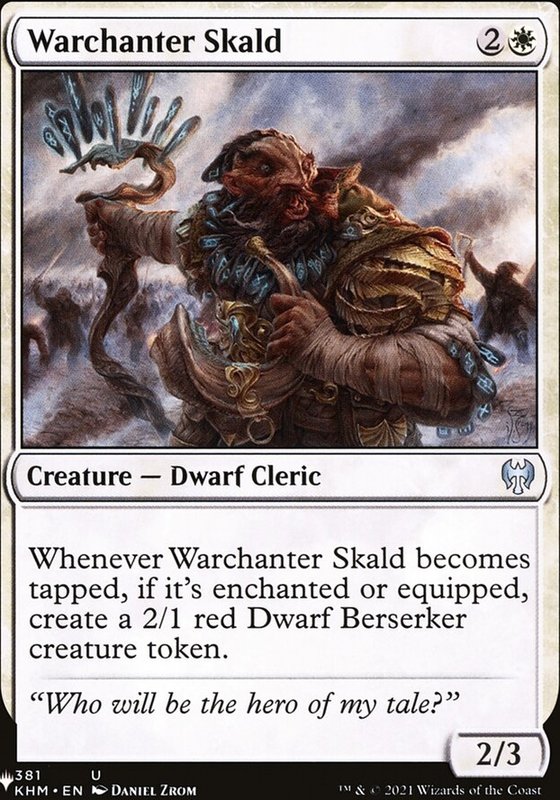 Warchanter Skald 2
Creature — Dwarf Cleric
Whenever Warchanter Skald becomes
tapped, if it's enchanted or equipped,
create a 2/1 red Dwarf Berserker
creature token.
“Who will be the hero of my tale?”
2/3
381 U
KHM • EN Daniel Zrom ™ & © 2021 Wizards of the Coast